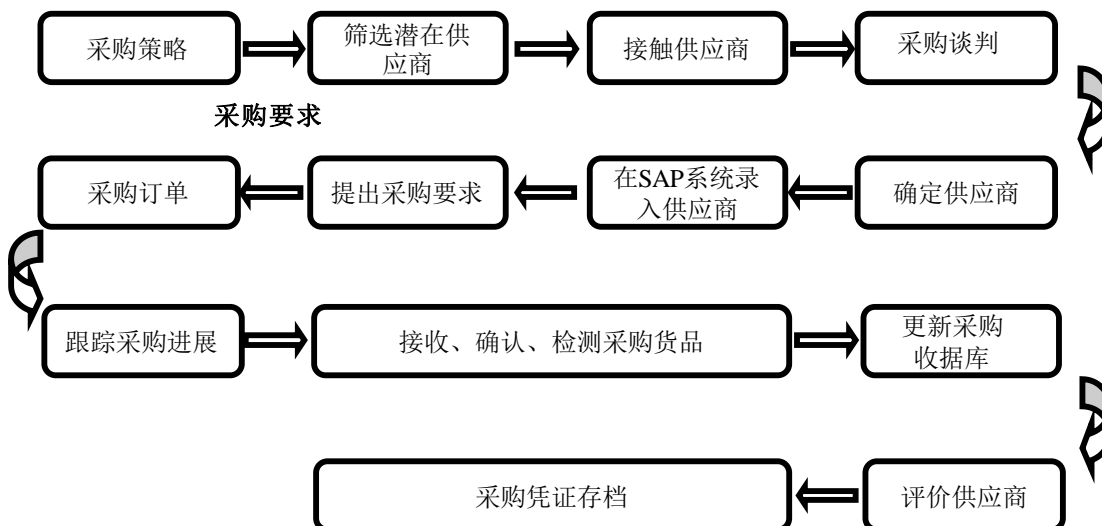 采购策略
筛选潜在供
应商
接触供应商
采购谈判
采购要求
采购订单
提出采购要求
在SAP系统录
入供应商
确定供应商
跟踪采购进展
接收、确认、检测采购货品
更新采购
收据库
采购凭证存档
评价供应商